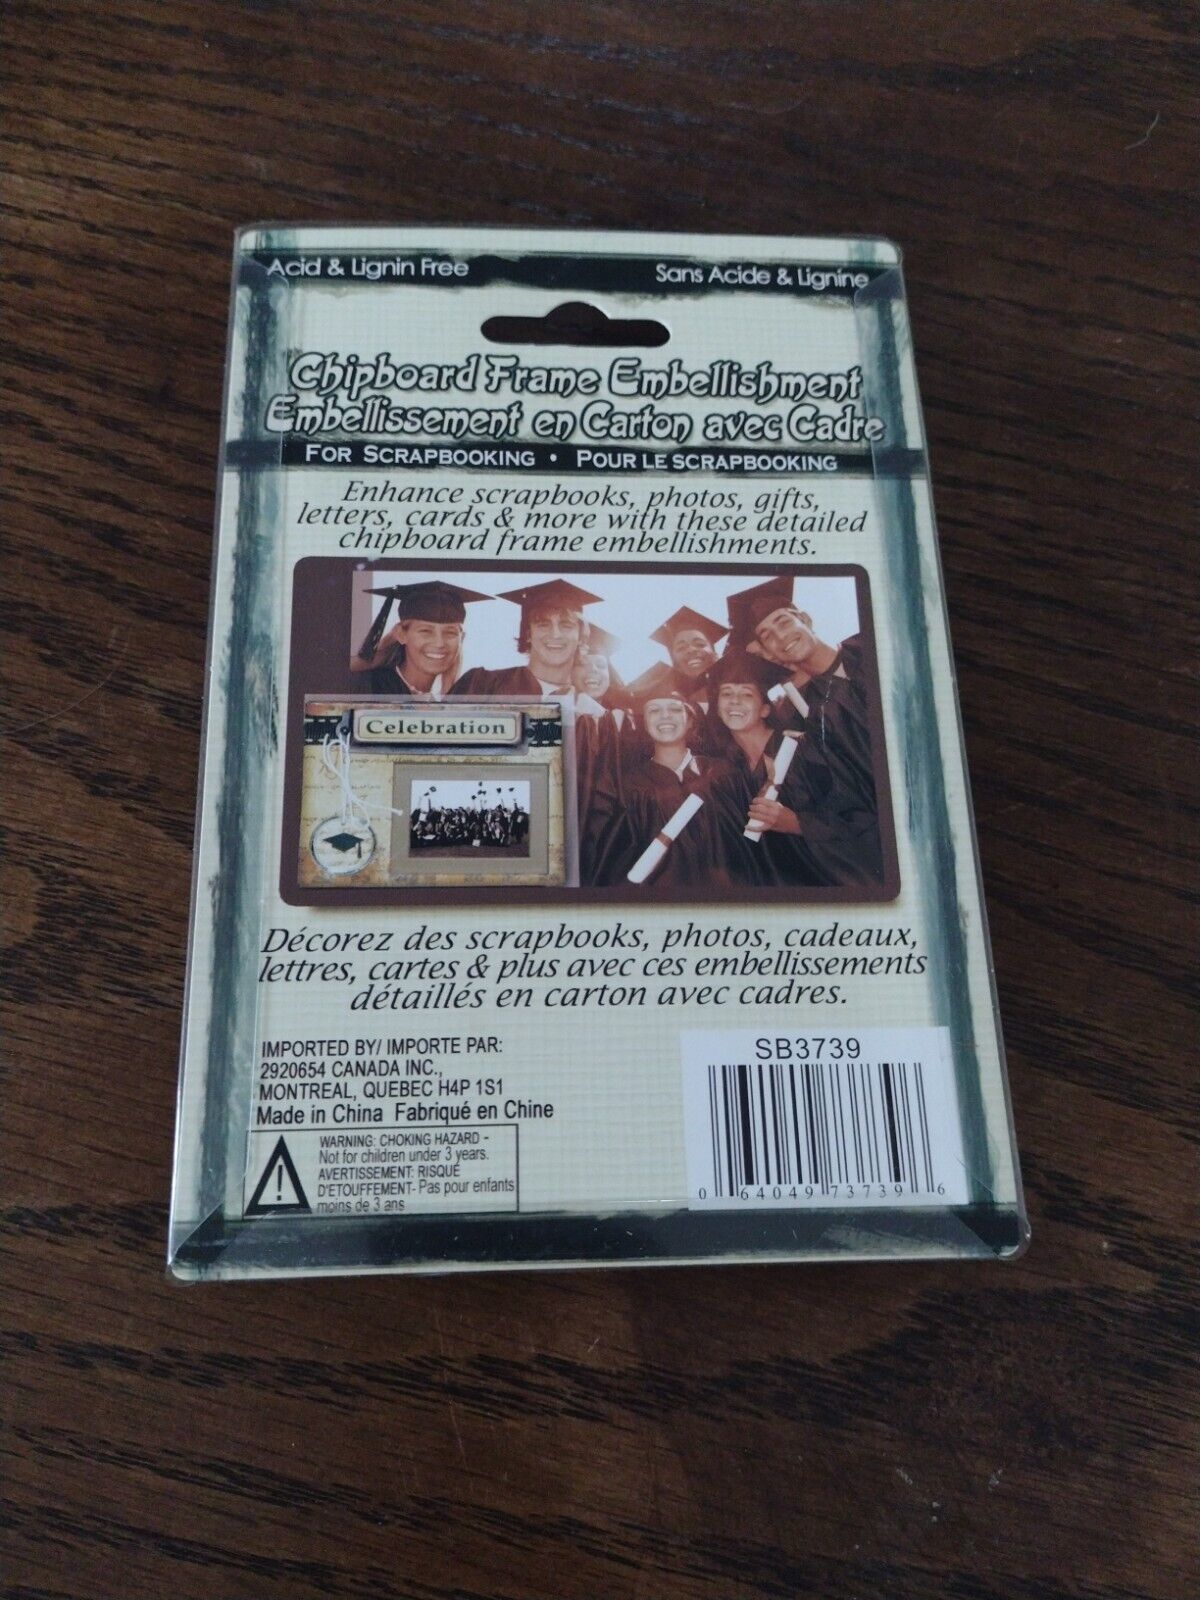 Acid & Lignin Free
Sans Acide & Lignine
Chipboard Frame Embellishment
Embellissement en Carton avec Cadre
FOR SCRAPBOOKING • POUR LE SCRAPBOOKING
Enhance scrapbooks, photos, gifts,
letters, cards & more with these detailed
chipboard frame embellishments.
Celebration
Décorez des scrapbooks, photos, cadeaux,
lettres, cartes & plus avec ces embellissements
détaillés en carton avec cadres.
IMPORTED BY/ IMPORTE PAR:
2920654 CANADA INC.,
MONTREAL, QUEBEC H4P 1S1
Made in China Fabriqué en Chine
WARNING: CHOKING HAZARD -
Not for children under 3 years.
AVERTISSEMENT: RISQUE
D'ETOUFFEMENT- Pas pour enfants
moins de 3 ans
SB3739
0 64049 73739 6